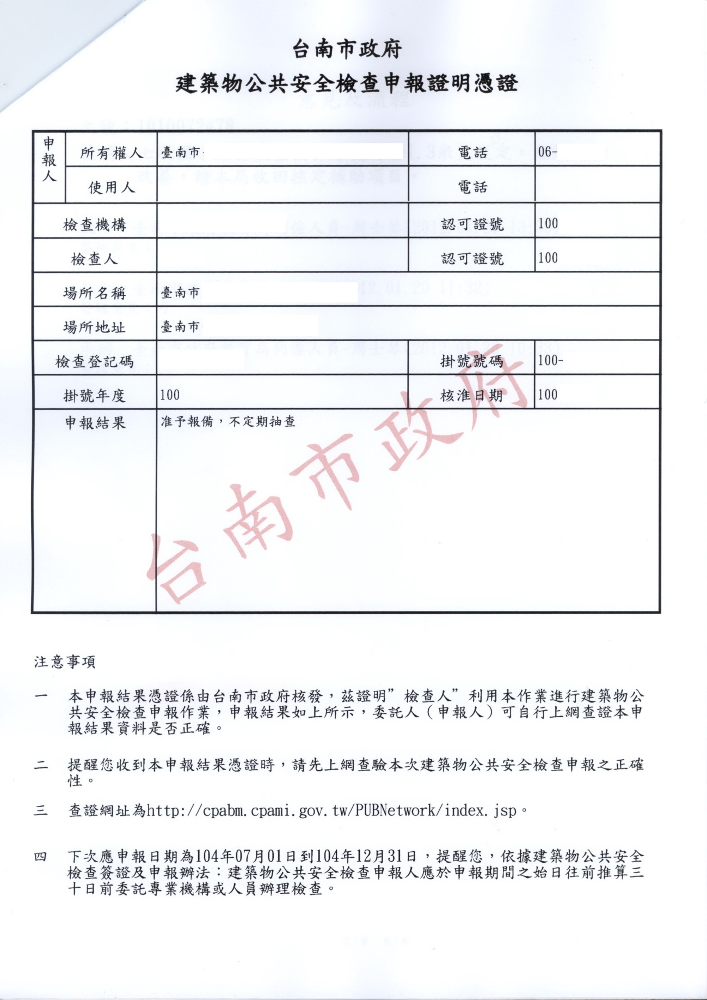 台南市政府
建築物公共安全檢查申報證明憑證
申報人
所有權人 臺南市 電話 06-
使用人 電話
檢查機構 認可證號 100
檢查人 認可證號 100
場所名稱 臺南市
場所地址 臺南市
檢查登記碼 掛號號碼 100-
掛號年度 100 核准日期 100
申報結果 准予報備,不定期抽查
台南市政府
注意事項
一 本申報結果憑證係由台南市政府核發,茲證明”檢查人”利用本作業進行建築物公
共安全檢查申報作業,申報結果如上所示,委託人(申報人)可自行上網查證本申
報結果資料是否正確。
二 提醒您收到本申報結果憑證時,請先上網查驗本次建築物公共安全檢查申報之正確
性。
三 查證網址為http://cpabm.cpami.gov.tw/PUBNetwork/index.jsp。
四 下次應申報日期為104年07月01日到104年12月31日,提醒您,依據建築物公共安全
檢查簽證及申報辦法:建築物公共安全檢查申報人應於申報期間之始日往前推算三
十日前委託專業機構或人員辦理檢查。